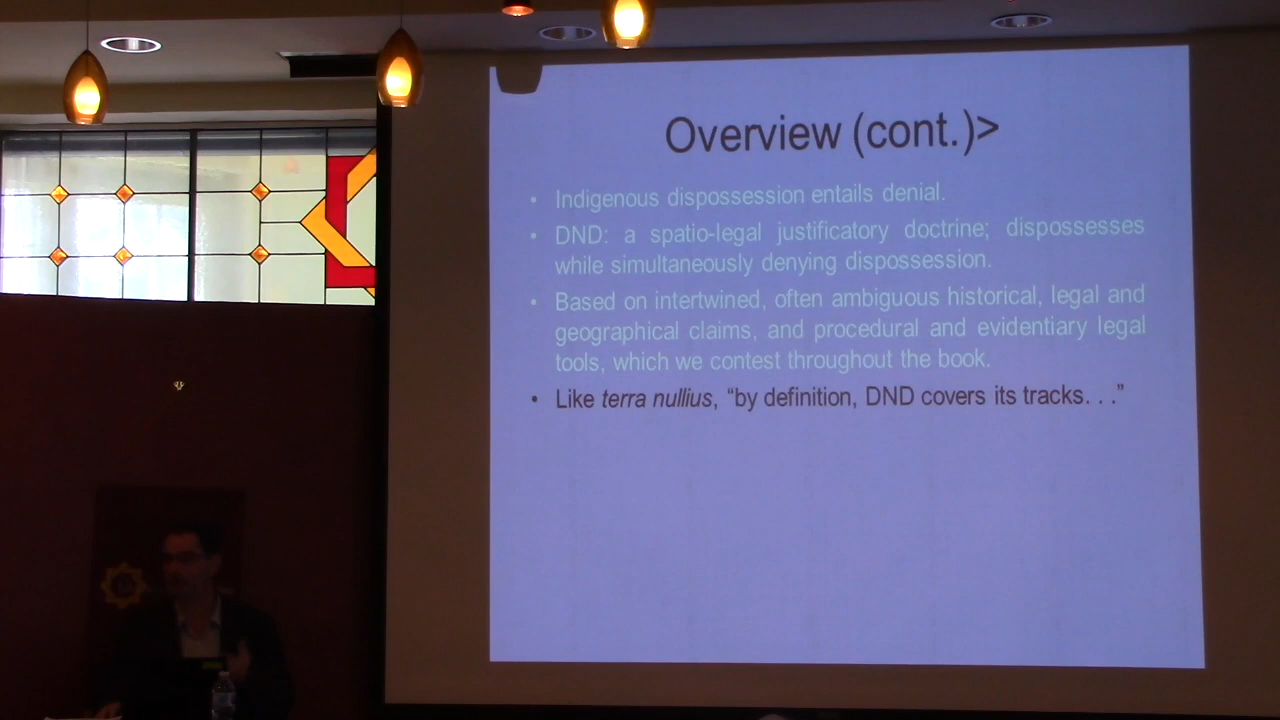 Overview (cont.)>
• Indigenous dispossession entails denial.
• DND: a spatio-legal justificatory doctrine; dispossesses
while simultaneously denying dispossession.
• Based on intertwined, often ambiguous historical, legal and
geographical claims, and procedural and evidentiary legal
tools, which we contest throughout the book.
• Like terra nullius, “by definition, DND covers its tracks. . .”